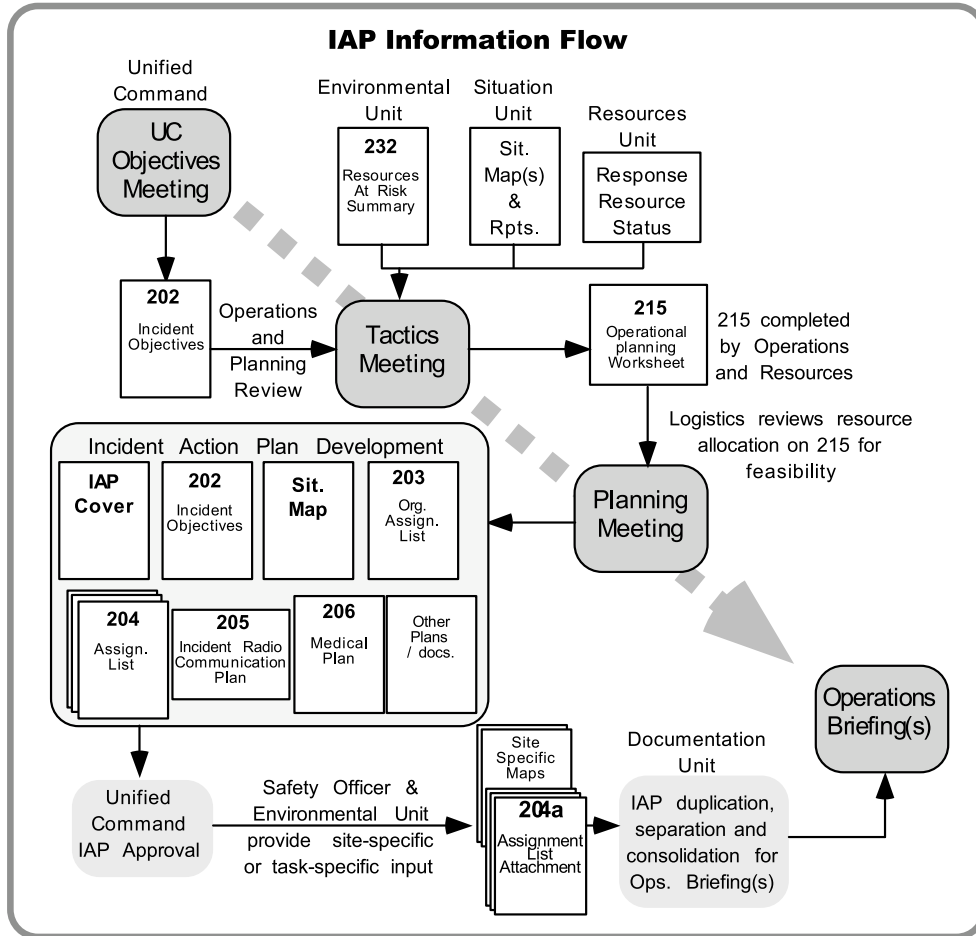 IAP Information Flow
Unified
Command
UC
Objectives
Meeting
Environmental
Unit
232
Resources
At Risk
Summary
Situation
Unit
Sit.
Map(s)
&
Rpts.
Resources
Unit
Response
Resource
Status
202
Incident
Objectives
Operations
and
Planning
Review
Tactics
Meeting
215
Operational
planning
Worksheet
215 completed
by Operations
and Resources
Logistics reviews resource
allocation on 215 for
feasibility
Planning
Meeting
Incident Action Plan Development
IAP
Cover
202
Incident
Objectives
Sit.
Map
203
Org.
Assign.
List
204
Assign.
List
205
Incident Radio
Communication
Plan
206
Medical
Plan
Other
Plans
/ docs.
Unified
Command
IAP Approval
Safety Officer &
Environmental Unit
provide site-specific
or task-specific input
Site
Specific
Maps
204a
Assignment
List
Attachment
Documentation
Unit
IAP duplication,
separation and
consolidation for
Ops. Briefing(s)
Operations
Briefing(s)